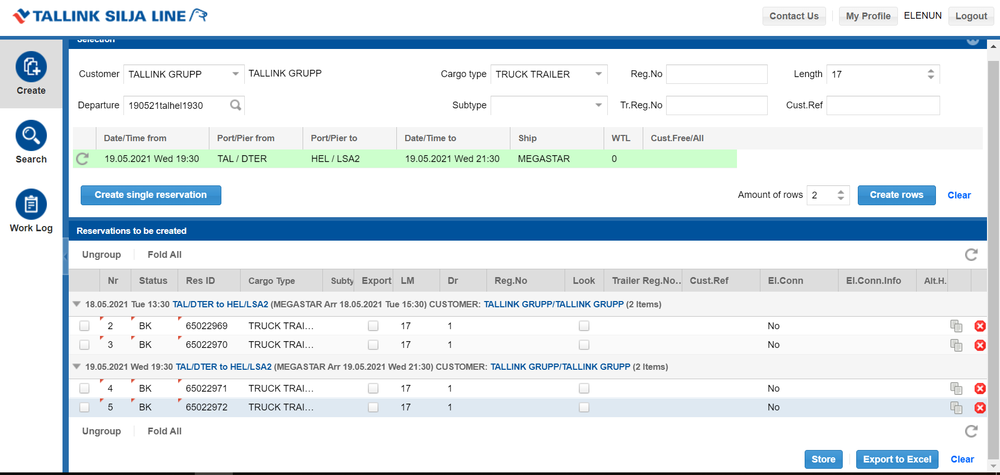 TALLINK SILJA LINE
Contact Us My Profile ELENUN Logout
Selection
Create
Search
Work Log
Customer TALLINK GRUPP TALLINK GRUPP Cargo type TRUCK TRAILER Reg.No Length 17
Departure 190521talhel1930 Subtype Tr.Reg.No Cust.Ref
Date/Time from Port/Pier from Port/Pier to Date/Time to Ship WTL Cust.Free/All
19.05.2021 Wed 19:30 TAL / DTER HEL / LSA2 19.05.2021 Wed 21:30 MEGASTAR 0
Create single reservation Amount of rows 2 Create rows Clear
Reservations to be created
Ungroup Fold All
Nr Status Res ID Cargo Type Subty Export LM Dr Reg.No Look Trailer Reg.No.. Cust.Ref El.Conn El.Conn.Info Alt.H.
18.05.2021 Tue 13:30 TAL/DTER to HEL/LSA2 (MEGASTAR Arr 18.05.2021 Tue 15:30) CUSTOMER: TALLINK GRUPP/TALLINK GRUPP (2 Items)
2 BK 65022969 TRUCK TRAI... 17 1 No
3 BK 65022970 TRUCK TRAI... 17 1 No
19.05.2021 Wed 19:30 TAL/DTER to HEL/LSA2 (MEGASTAR Arr 19.05.2021 Wed 21:30) CUSTOMER: TALLINK GRUPP/TALLINK GRUPP (2 Items)
4 BK 65022971 TRUCK TRAI... 17 1 No
5 BK 65022972 TRUCK TRAI... 17 1 No
Ungroup Fold All
Store Export to Excel Clear